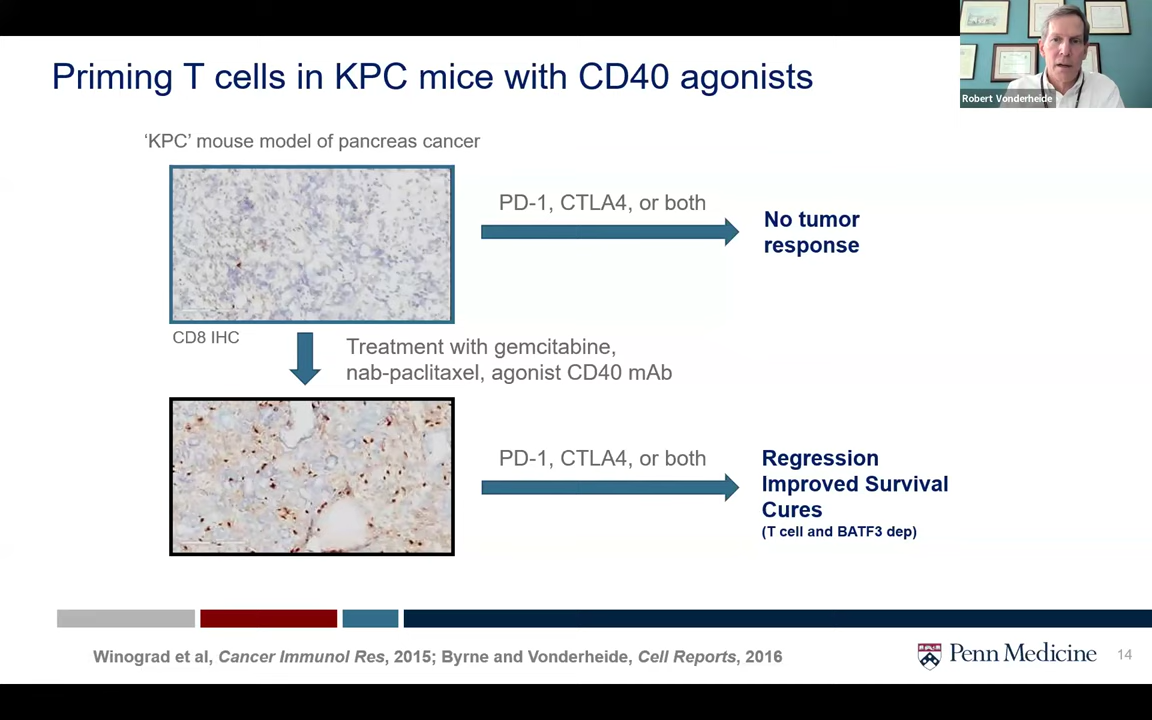 Priming T cells in KPC mice with CD40 agonists
Robert Vonderheide
‘KPC’ mouse model of pancreas cancer
PD-1, CTLA4, or both
No tumor
response
CD8 IHC
Treatment with gemcitabine,
nab-paclitaxel, agonist CD40 mAb
PD-1, CTLA4, or both
Regression
Improved Survival
Cures
(T cell and BATF3 dep)
Winograd et al, Cancer Immunol Res, 2015; Byrne and Vonderheide, Cell Reports, 2016
Penn Medicine
14